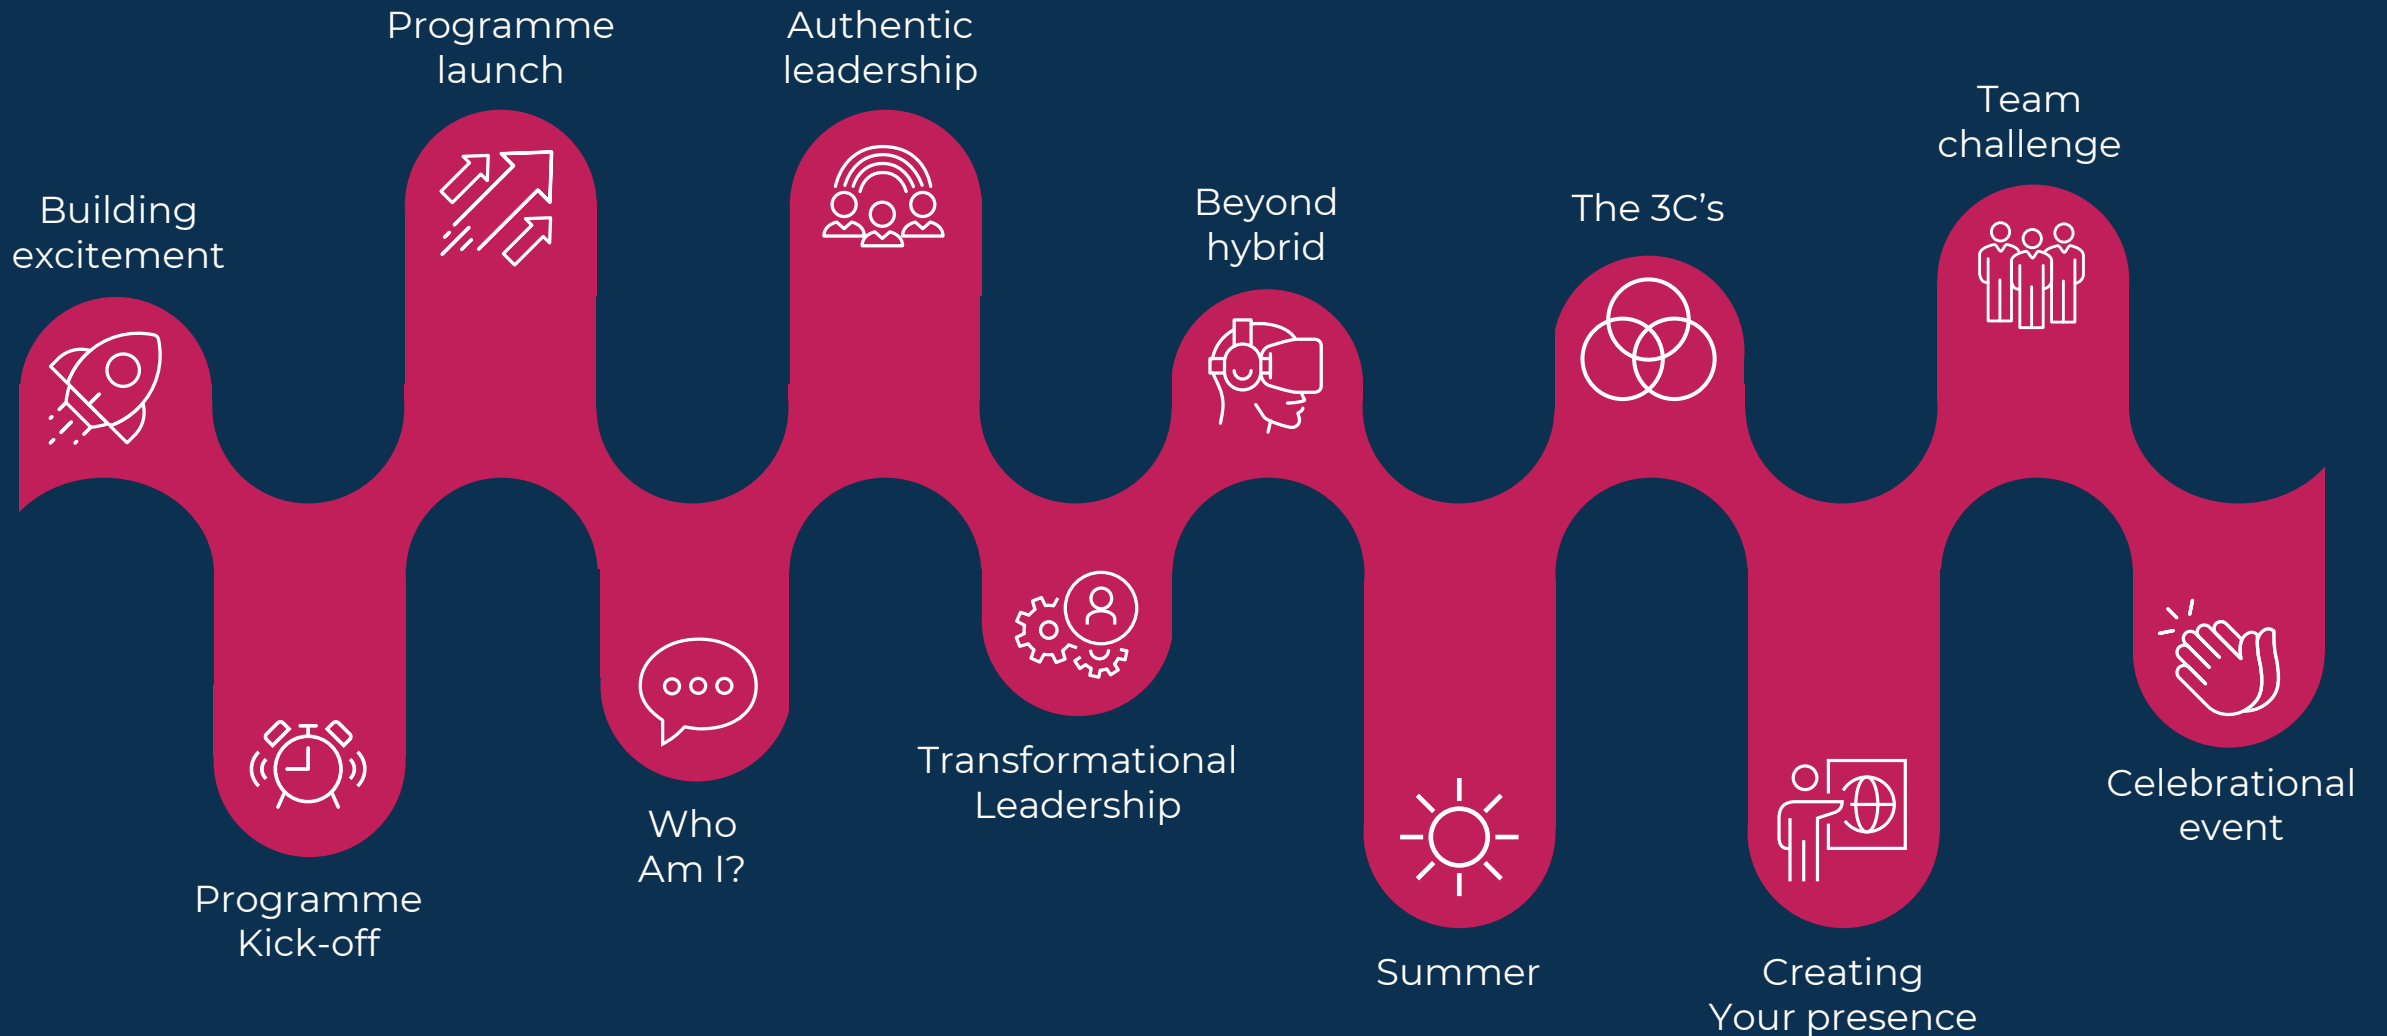 Building
excitement
Programme
Kick-off
Programme
launch
Who
Am I?
Authentic
leadership
Transformational
Leadership
Beyond
hybrid
Summer
The 3C’s
Creating
Your presence
Team
challenge
Celebrational
event